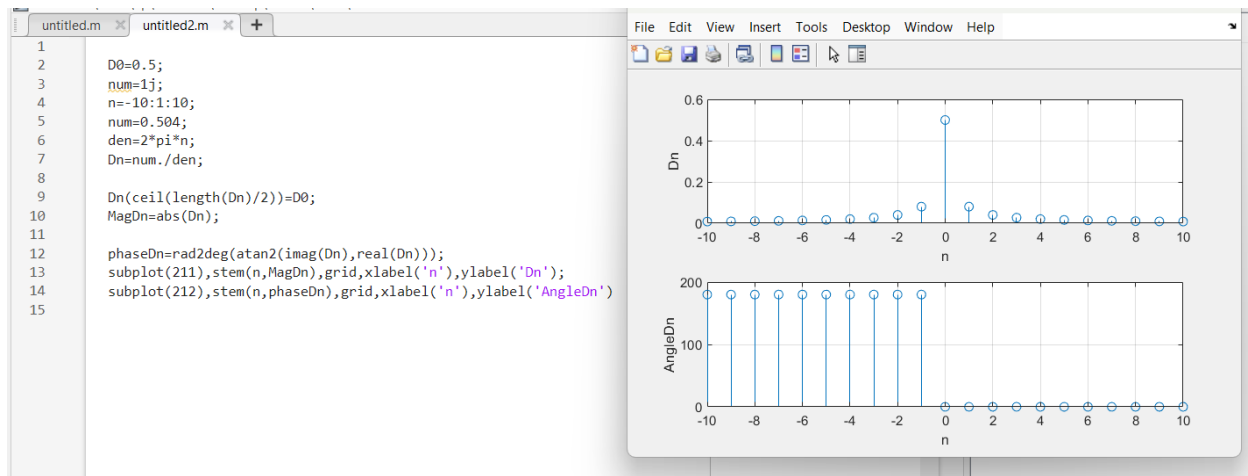 untitled.m × untitled2.m × +
1
2 D0=0.5;
3 num=1j;
4 n=-10:1:10;
5 num=0.504;
6 den=2*pi*n;
7 Dn=num./den;
8
9 Dn(ceil(length(Dn)/2))=D0;
10 MagDn=abs(Dn);
11
12 phaseDn=rad2deg(atan2(imag(Dn),real(Dn)));
13 subplot(211),stem(n,MagDn),grid,xlabel('n'),ylabel('Dn');
14 subplot(212),stem(n,phaseDn),grid,xlabel('n'),ylabel('AngleDn')
15
File Edit View Insert Tools Desktop Window Help
0.6
0.4
0.2
0
Dn
-10 -8 -6 -4 -2 0 2 4 6 8 10
n
200
100
0
AngleDn
-10 -8 -6 -4 -2 0 2 4 6 8 10
n